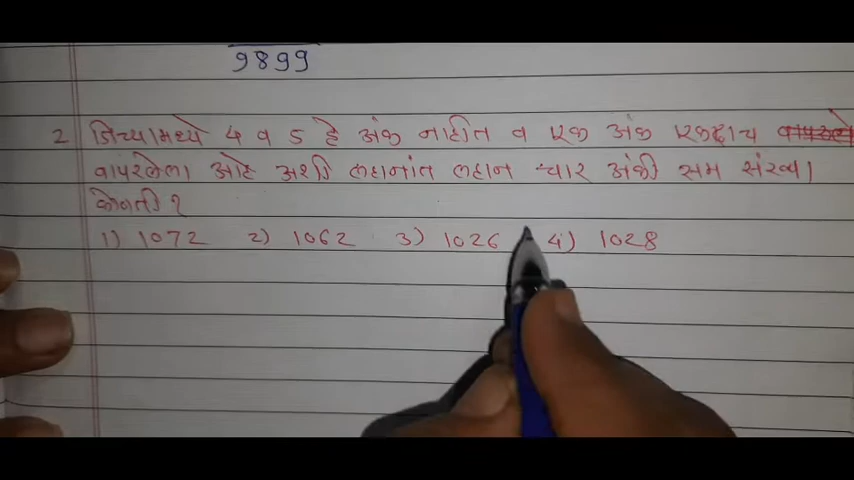 9899
2 जिच्यामध्ये 4 व 5 हे अंक नाहीत व एक अंक एकदाच
वापरलेला आहे अशी लहानांत लहान चार अंकी सम संख्या
कोणती ?
1) 1072 2) 1062 3) 1026 4) 1028